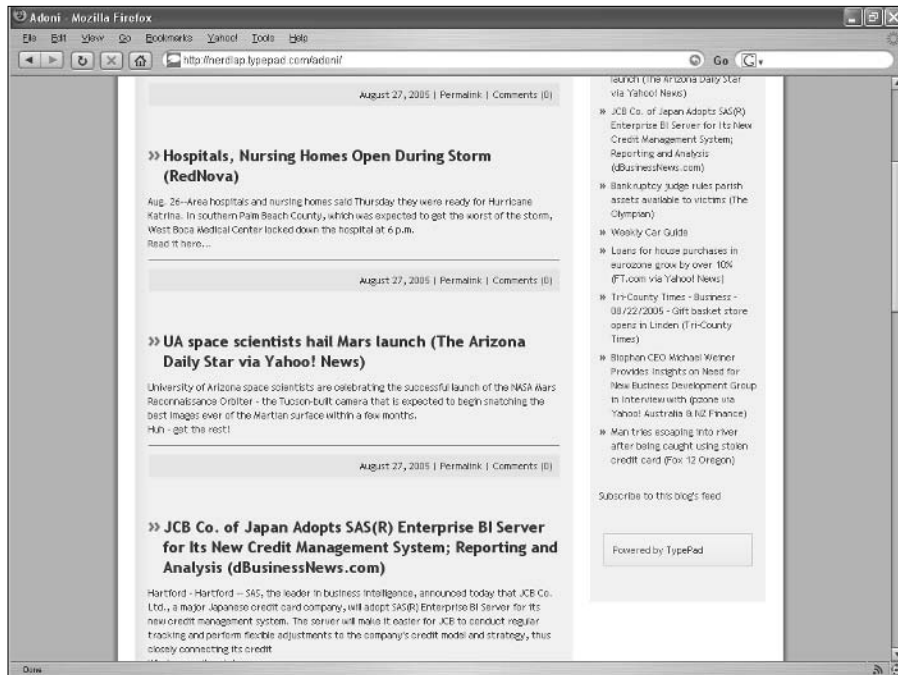 Adoni - Mozilla Firefox
File Edit View Go Bookmarks Yahoo! Tools Help
http://nerdlap.typepad.com/adoni/
Go
August 27, 2005 | Permalink | Comments (0)
» Hospitals, Nursing Homes Open During Storm
(RedNova)
Aug. 26--Area hospitals and nursing homes said Thursday they were ready for Hurricane
Katrina. In southern Palm Beach County, which was expected to get the worst of the storm,
West Boca Medical Center locked down the hospital at 6 p.m.
Read it here...
August 27, 2005 | Permalink | Comments (0)
» UA space scientists hail Mars launch (The Arizona
Daily Star via Yahoo! News)
University of Arizona space scientists are celebrating the successful launch of the NASA Mars
Reconnaissance Orbiter - the Tucson-built camera that is expected to begin snatching the
best images ever of the Martian surface within a few months.
Huh - get the rest!
August 27, 2005 | Permalink | Comments (0)
» JCB Co. of Japan Adopts SAS(R) Enterprise BI Server
for Its New Credit Management System; Reporting and
Analysis (dBusinessNews.com)
Hartford - Hartford -- SAS, the leader in business intelligence, announced today that JCB Co.
Ltd., a major Japanese credit card company, will adopt SAS(R) Enterprise BI Server for its
new credit management system. The server will make it easier for JCB to conduct regular
tracking and perform flexible adjustments to the company's credit model and strategy, thus
closely connecting its credit
launch (The Arizona Daily Star
via Yahoo! News)
» JCB Co. of Japan Adopts SAS(R)
Enterprise BI Server for Its New
Credit Management System;
Reporting and Analysis
(dBusinessNews.com)
» Bankruptcy judge rules parish
assets available to victims (The
Olympian)
» Weekly Car Guide
» Loans for house purchases in
eurozone grow by over 10%
(FT.com via Yahoo! News)
» Tri-County Times - Business -
08/22/2005 - Gift basket store
opens in Linden (Tri-County
Times)
» Biophan CEO Michael Weiner
Provides Insights on Need for
New Business Development Group
in Interview with (pzone via
Yahoo! Australia & NZ Finance)
» Man tries escaping into river
after being caught using stolen
credit card (Fox 12 Oregon)
Subscribe to this blog's feed
Powered by TypePad
Done